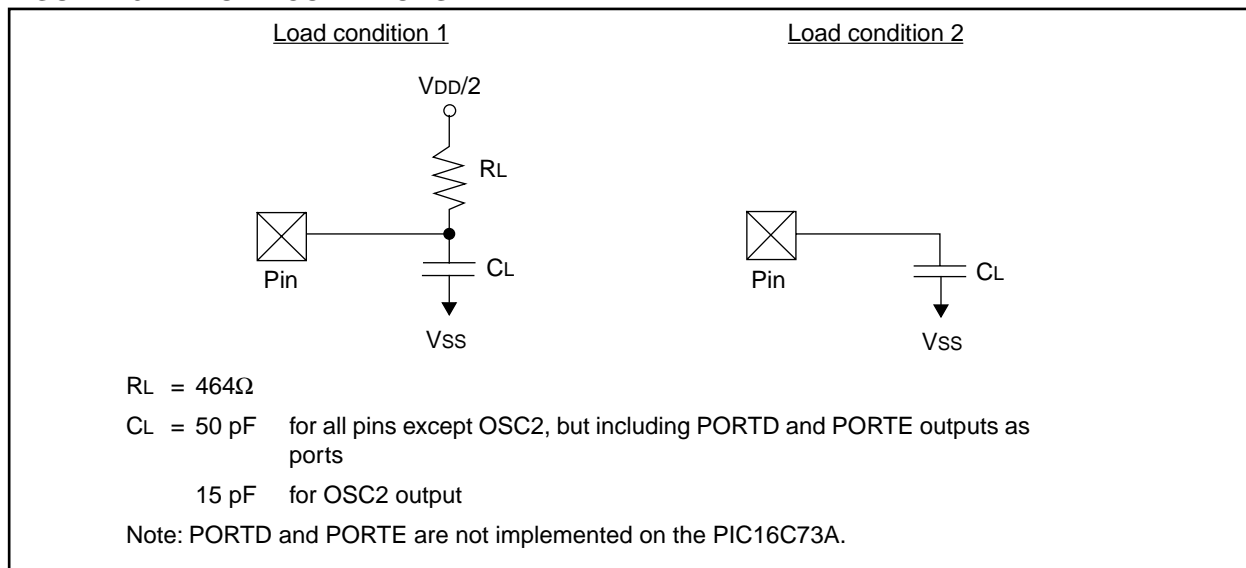 Load condition 1
Load condition 2
VDD/2
RL
Pin
CL
VSS
Pin
CL
VSS
RL = 464Ω
CL = 50 pF for all pins except OSC2, but including PORTD and PORTE outputs as
ports
15 pF for OSC2 output
Note: PORTD and PORTE are not implemented on the PIC16C73A.